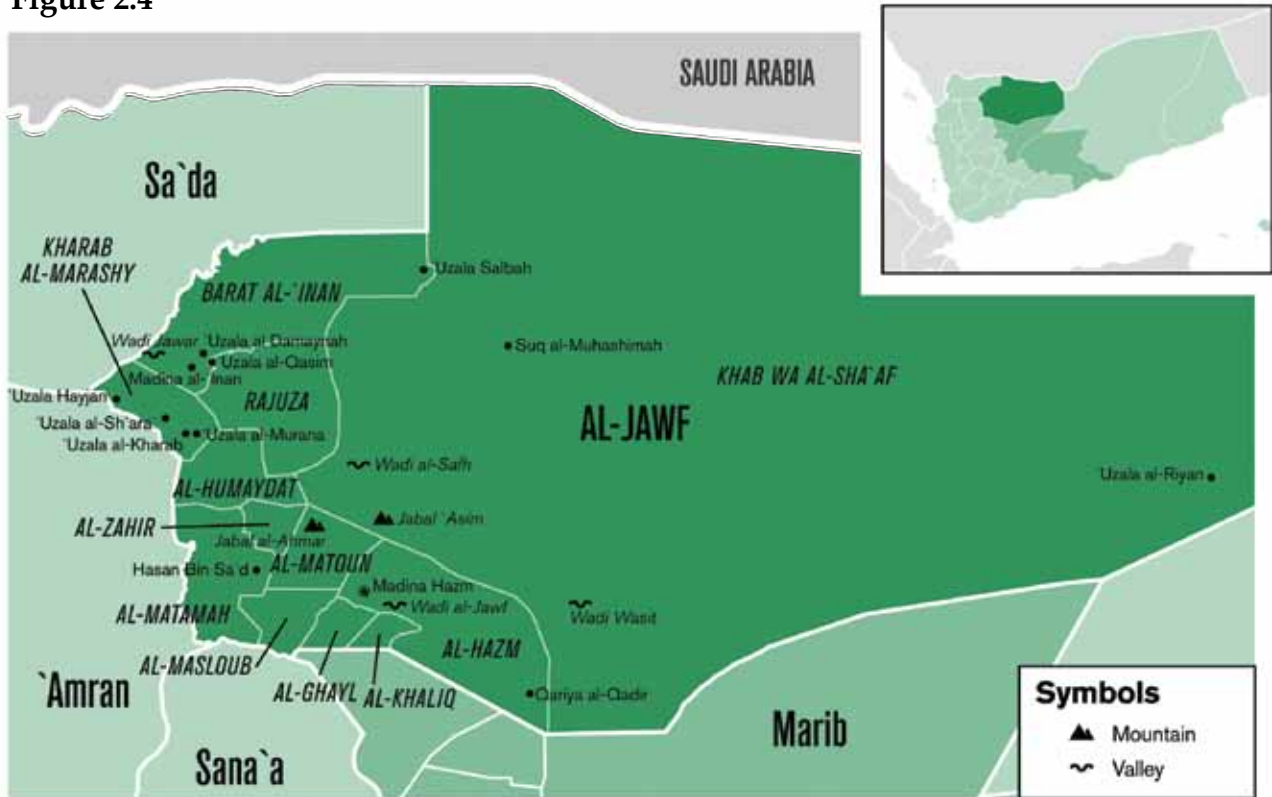 Figure 2.4
SAUDI ARABIA
Sa`da
KHARAB
AL-MARASHY
Uzala Salbah
BARAT AL-`INAN
Wadi Jawar
`Uzala al Damaynah
Suq al-Muhashimah
Uzala al-Qasim
Madina al-`Inan
KHAB WA AL-SHA`AF
`Uzala Hayjan
RAJUZA
AL-JAWF
`Uzala al-Sh`ara
`Uzala al-Murana
`Uzala al-Kharab
Wadi al-Salh
`Uzala al-Riyan
AL-HUMAYDAT
AL-ZAHIR
Jabal `Asim
Jabal al-Ahmar
AL-MATOUN
Hasan Bin Sa`d
Madina Hazm
AL-MATAMAH
Wadi al-Jawf
Wadi Wasit
AL-HAZM
AL-MASLOUB
AL-GHAYL
AL-KHALIQ
Qariya al-Qadir
`Amran
Sana`a
Marib
Symbols
Mountain
Valley